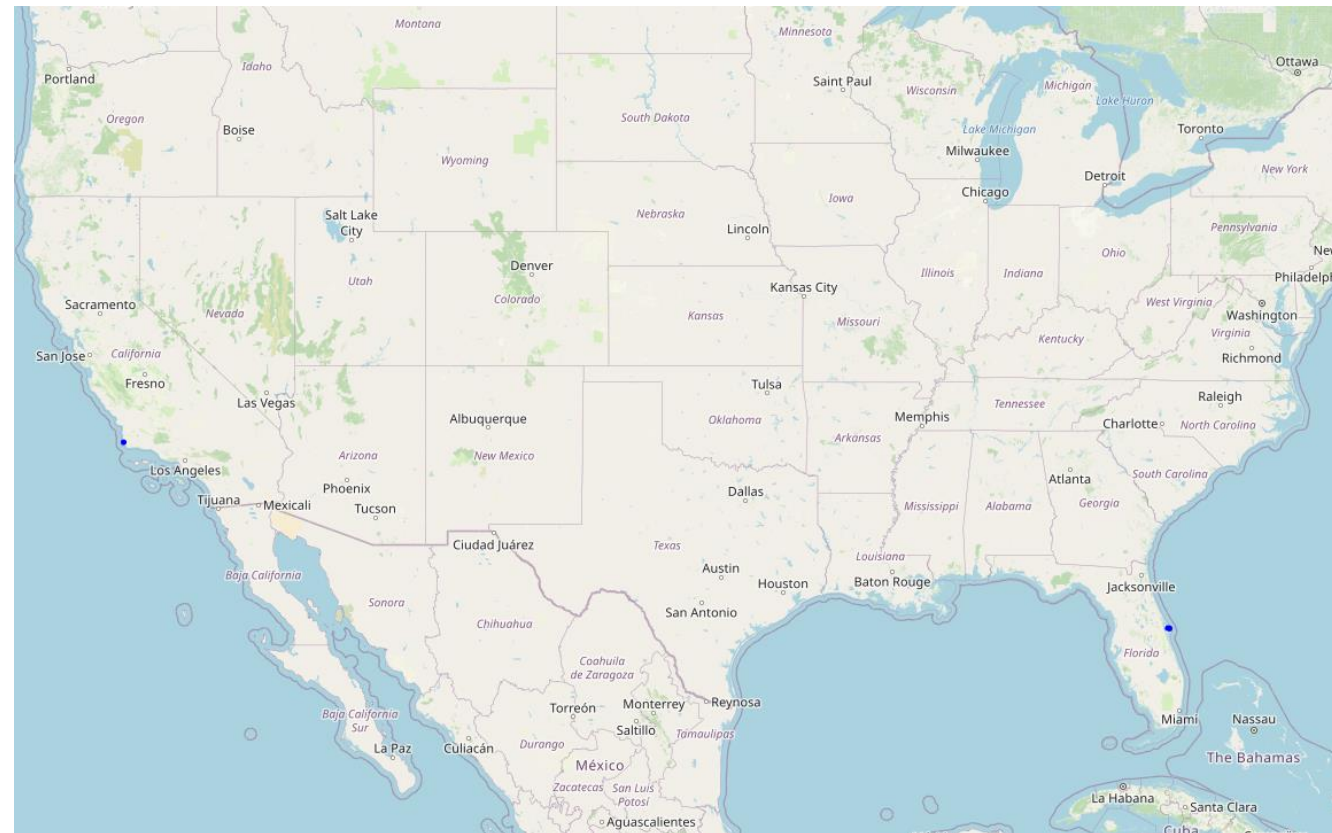 Montana
Minnesota
Ottawa
Portland
Idaho
Saint Paul
Wisconsin
Michigan
Lake Huron
Oregon
Boise
South Dakota
Toronto
Lake Michigan
Wyoming
Milwaukee
Detroit
New York
Chicago
Iowa
Salt Lake
City
Nebraska
Lincoln
Pennsylvania
Ohio
Denver
Utah
Illinois
Indiana
Kansas City
Sacramento
Nevada
Colorado
West Virginia
Washington
Kansas
Missouri
Virginia
Kentucky
San Jose
California
Richmond
Fresno
Tulsa
Las Vegas
Raleigh
Tennessee
Albuquerque
Oklahoma
Memphis
Charlotte
North Carolina
Arkansas
Arizona
New Mexico
Los Angeles
South Carolina
Atlanta
Phoenix
Dallas
Tijuana
Mexicali
Tucson
Mississippi
Alabama
Georgia
Ciudad Juárez
Texas
Louisiana
Baja California
Austin
Houston
Baton Rouge
Jacksonville
Sonora
San Antonio
Chihuahua
Florida
Coahuila
de Zaragoza
Baja California
Sur
Torreón
Monterrey
Reynosa
Saltillo
Tamaulipas
Miami
Nassau
La Paz
Culiacán
Durango
México
The Bahamas
Zacatecas
San Luis
Potosí
La Habana
Santa Clara
Aguascalientes